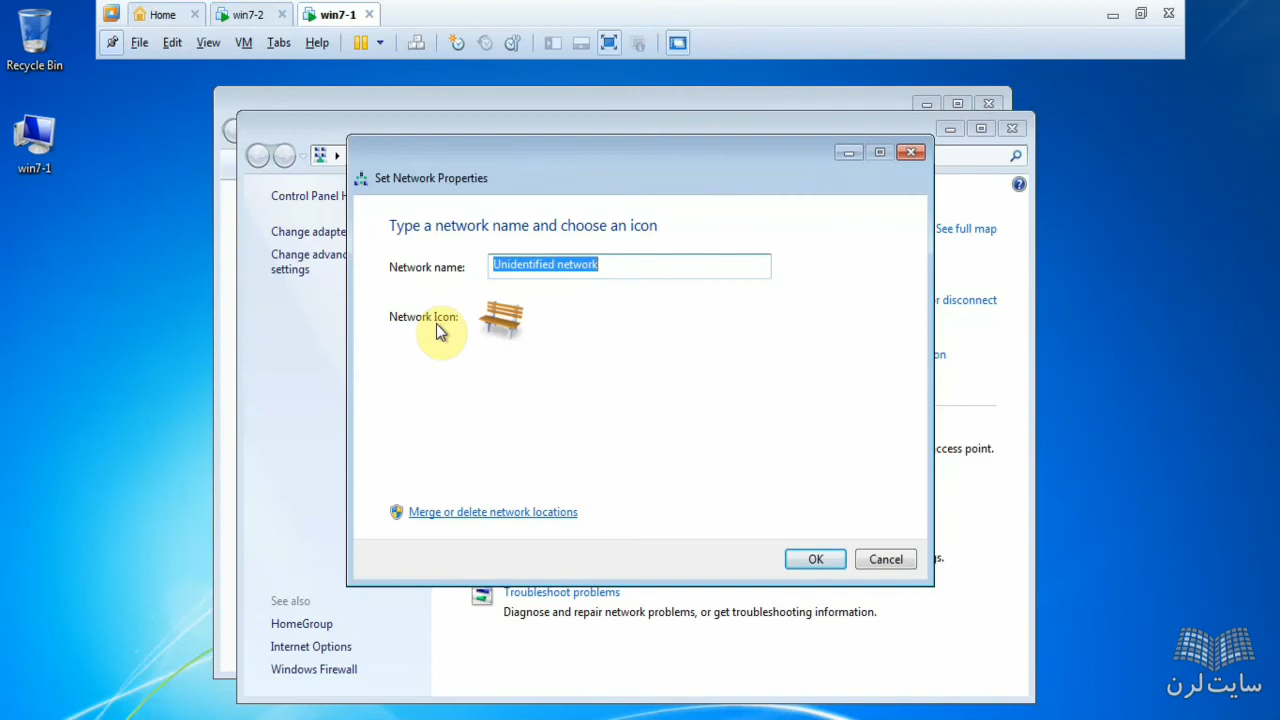 Home
win7-2
win7-1
File Edit View VM Tabs Help
Recycle Bin
win7-1
Set Network Properties
Control Panel H
Type a network name and choose an icon
See full map
Change adapte
Change advanc
settings
Network name: Unidentified network
or disconnect
Network Icon:
on
ccess point.
Merge or delete network locations
OK Cancel
gs.
Troubleshoot problems
Diagnose and repair network problems, or get troubleshooting information.
See also
HomeGroup
Internet Options
Windows Firewall
سایت لرن